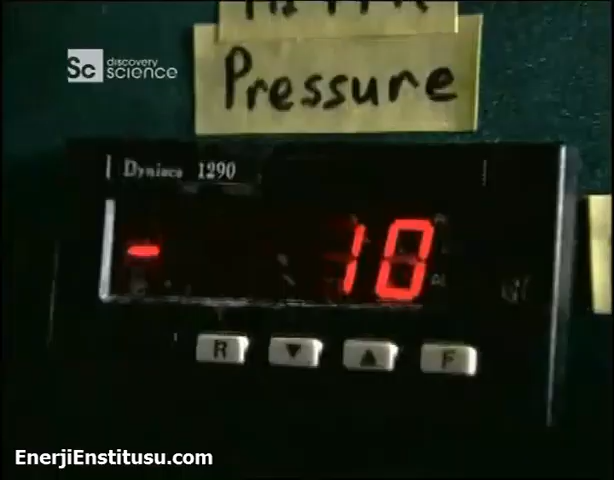 Pressure
Sc discovery
science
Dynisco 1290
- 10
R
F
EnerjiEnstitusu.com